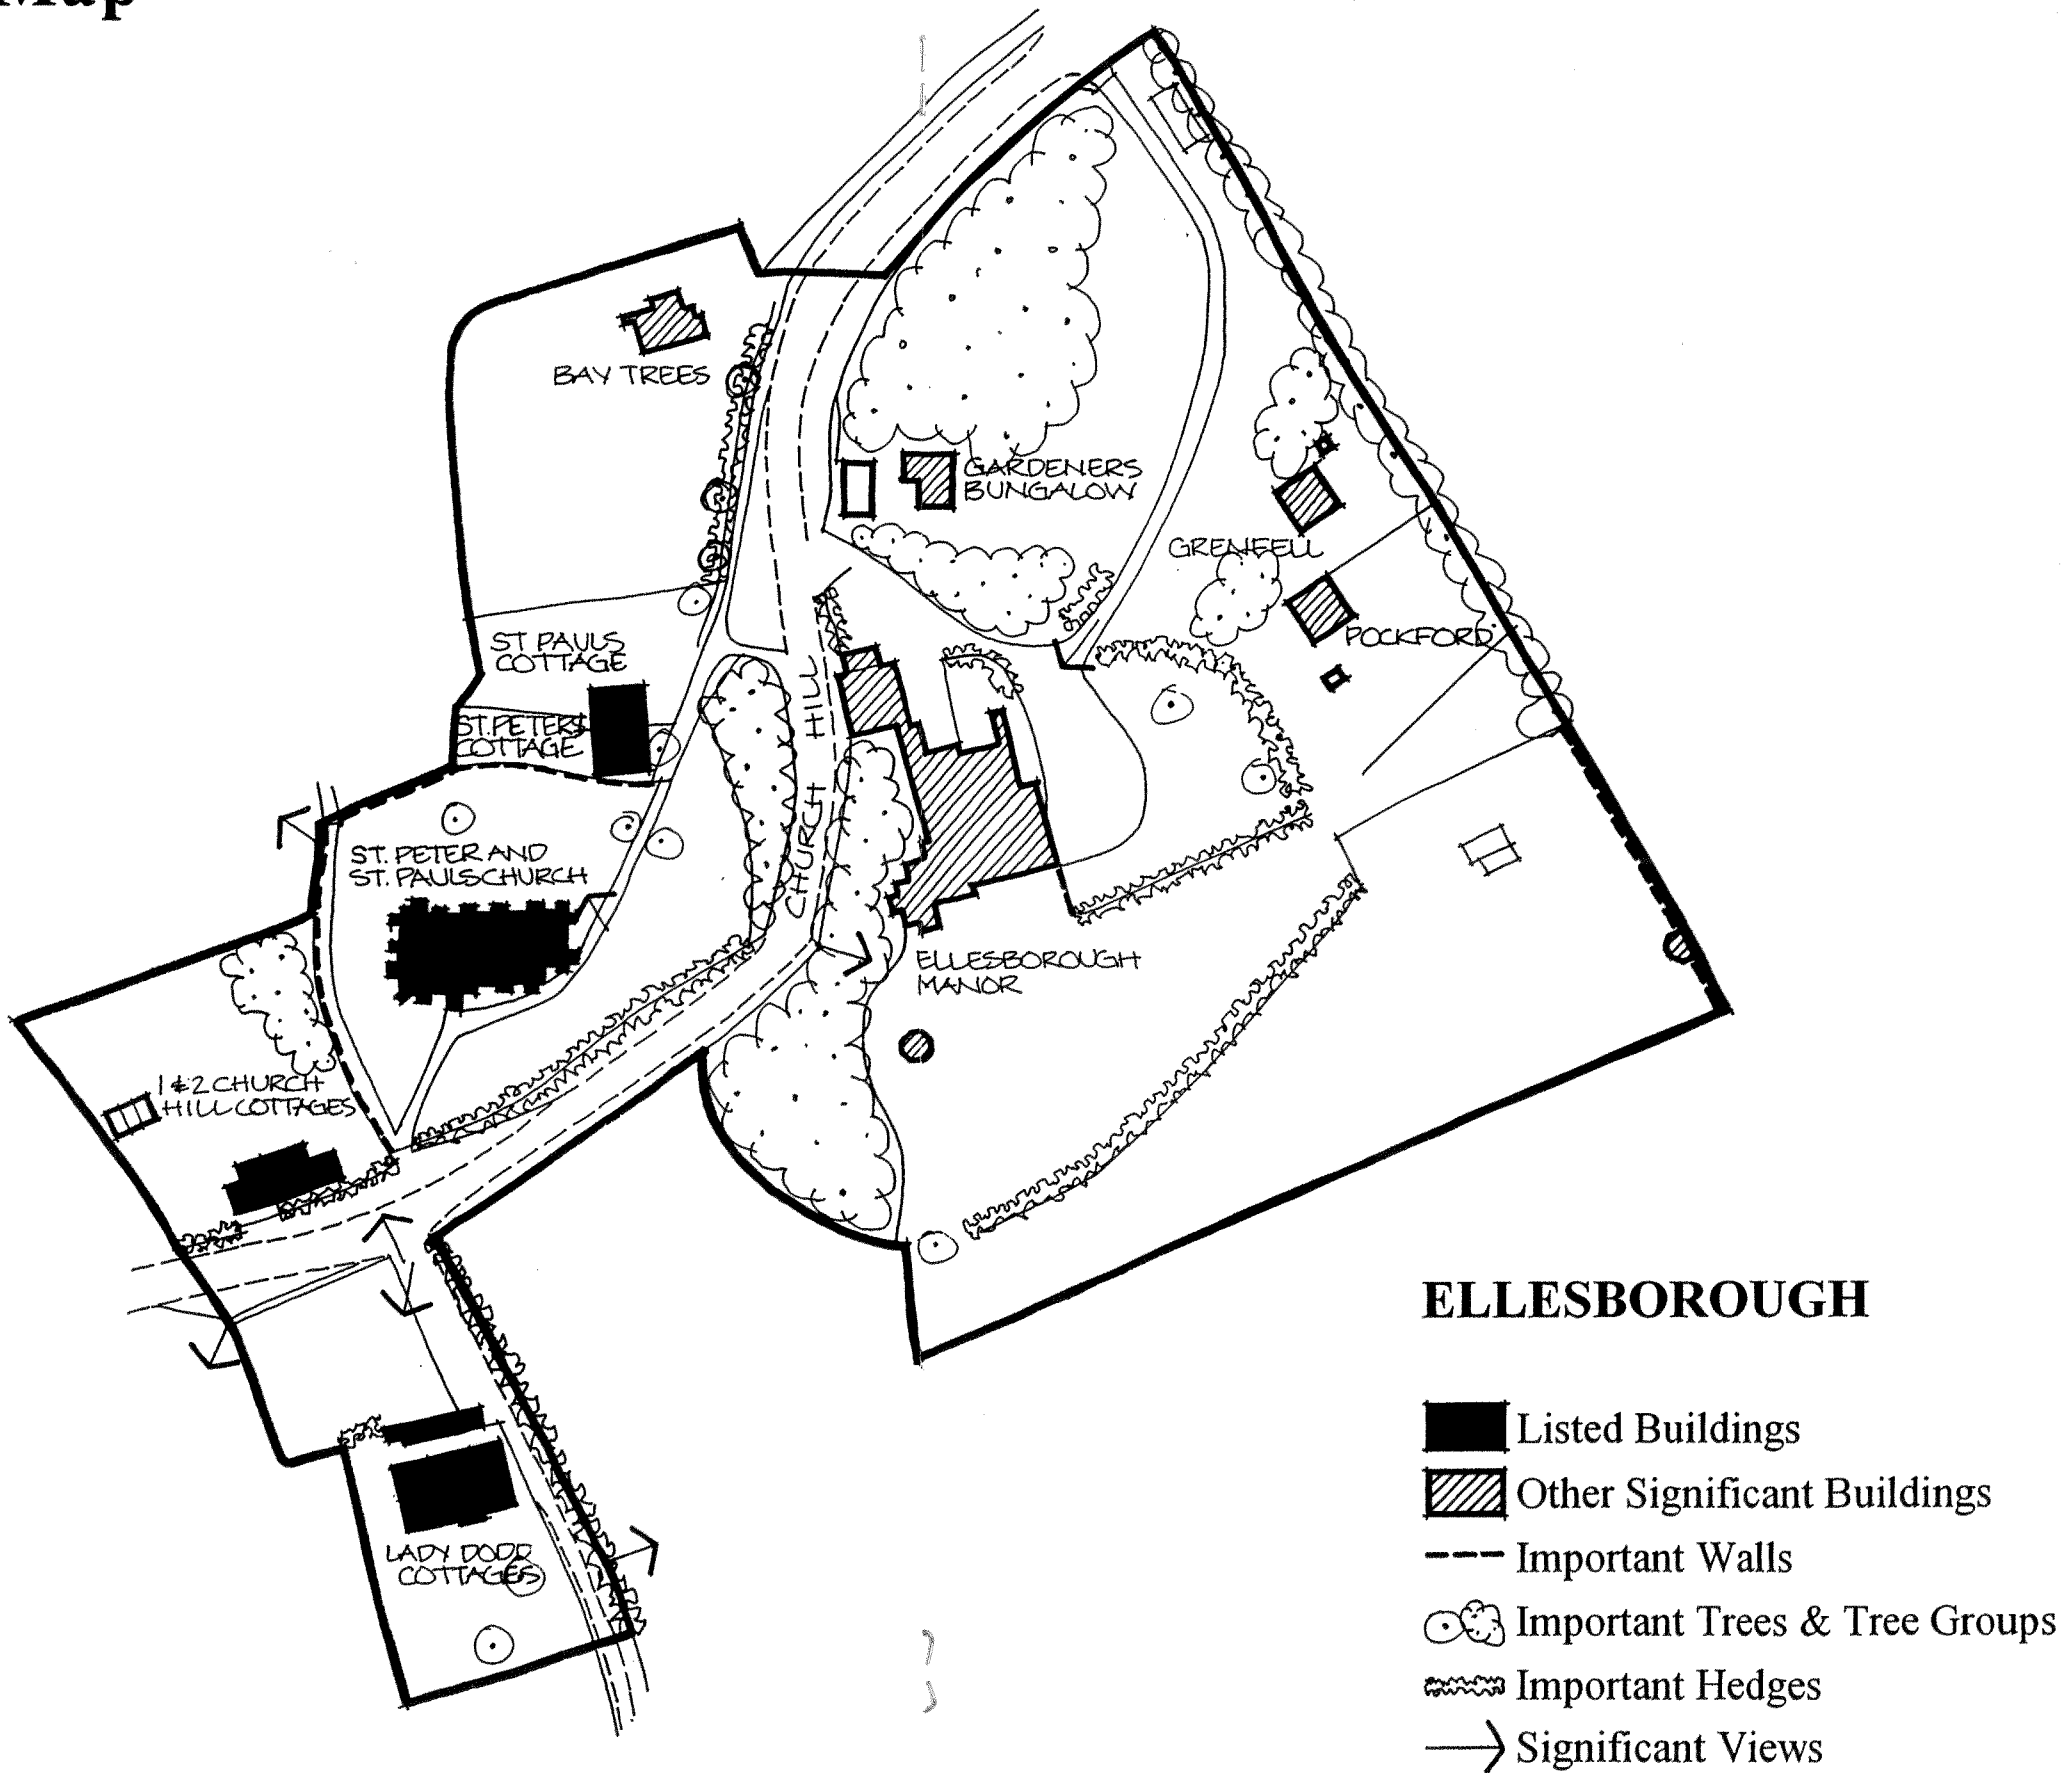 Map
BAY TREES
GARDENERS
BUNGALOW
GRENFELL
POCKFORD
ST PAULS
COTTAGE
ST. PETERS
COTTAGE
CHURCH HILL
ST. PETER AND
ST. PAULS CHURCH
ELLESBOROUGH
MANOR
1 & 2 CHURCH
HILL COTTAGES
LADY DODD
COTTAGES
ELLESBOROUGH
Listed Buildings
Other Significant Buildings
Important Walls
Important Trees & Tree Groups
Important Hedges
Significant Views